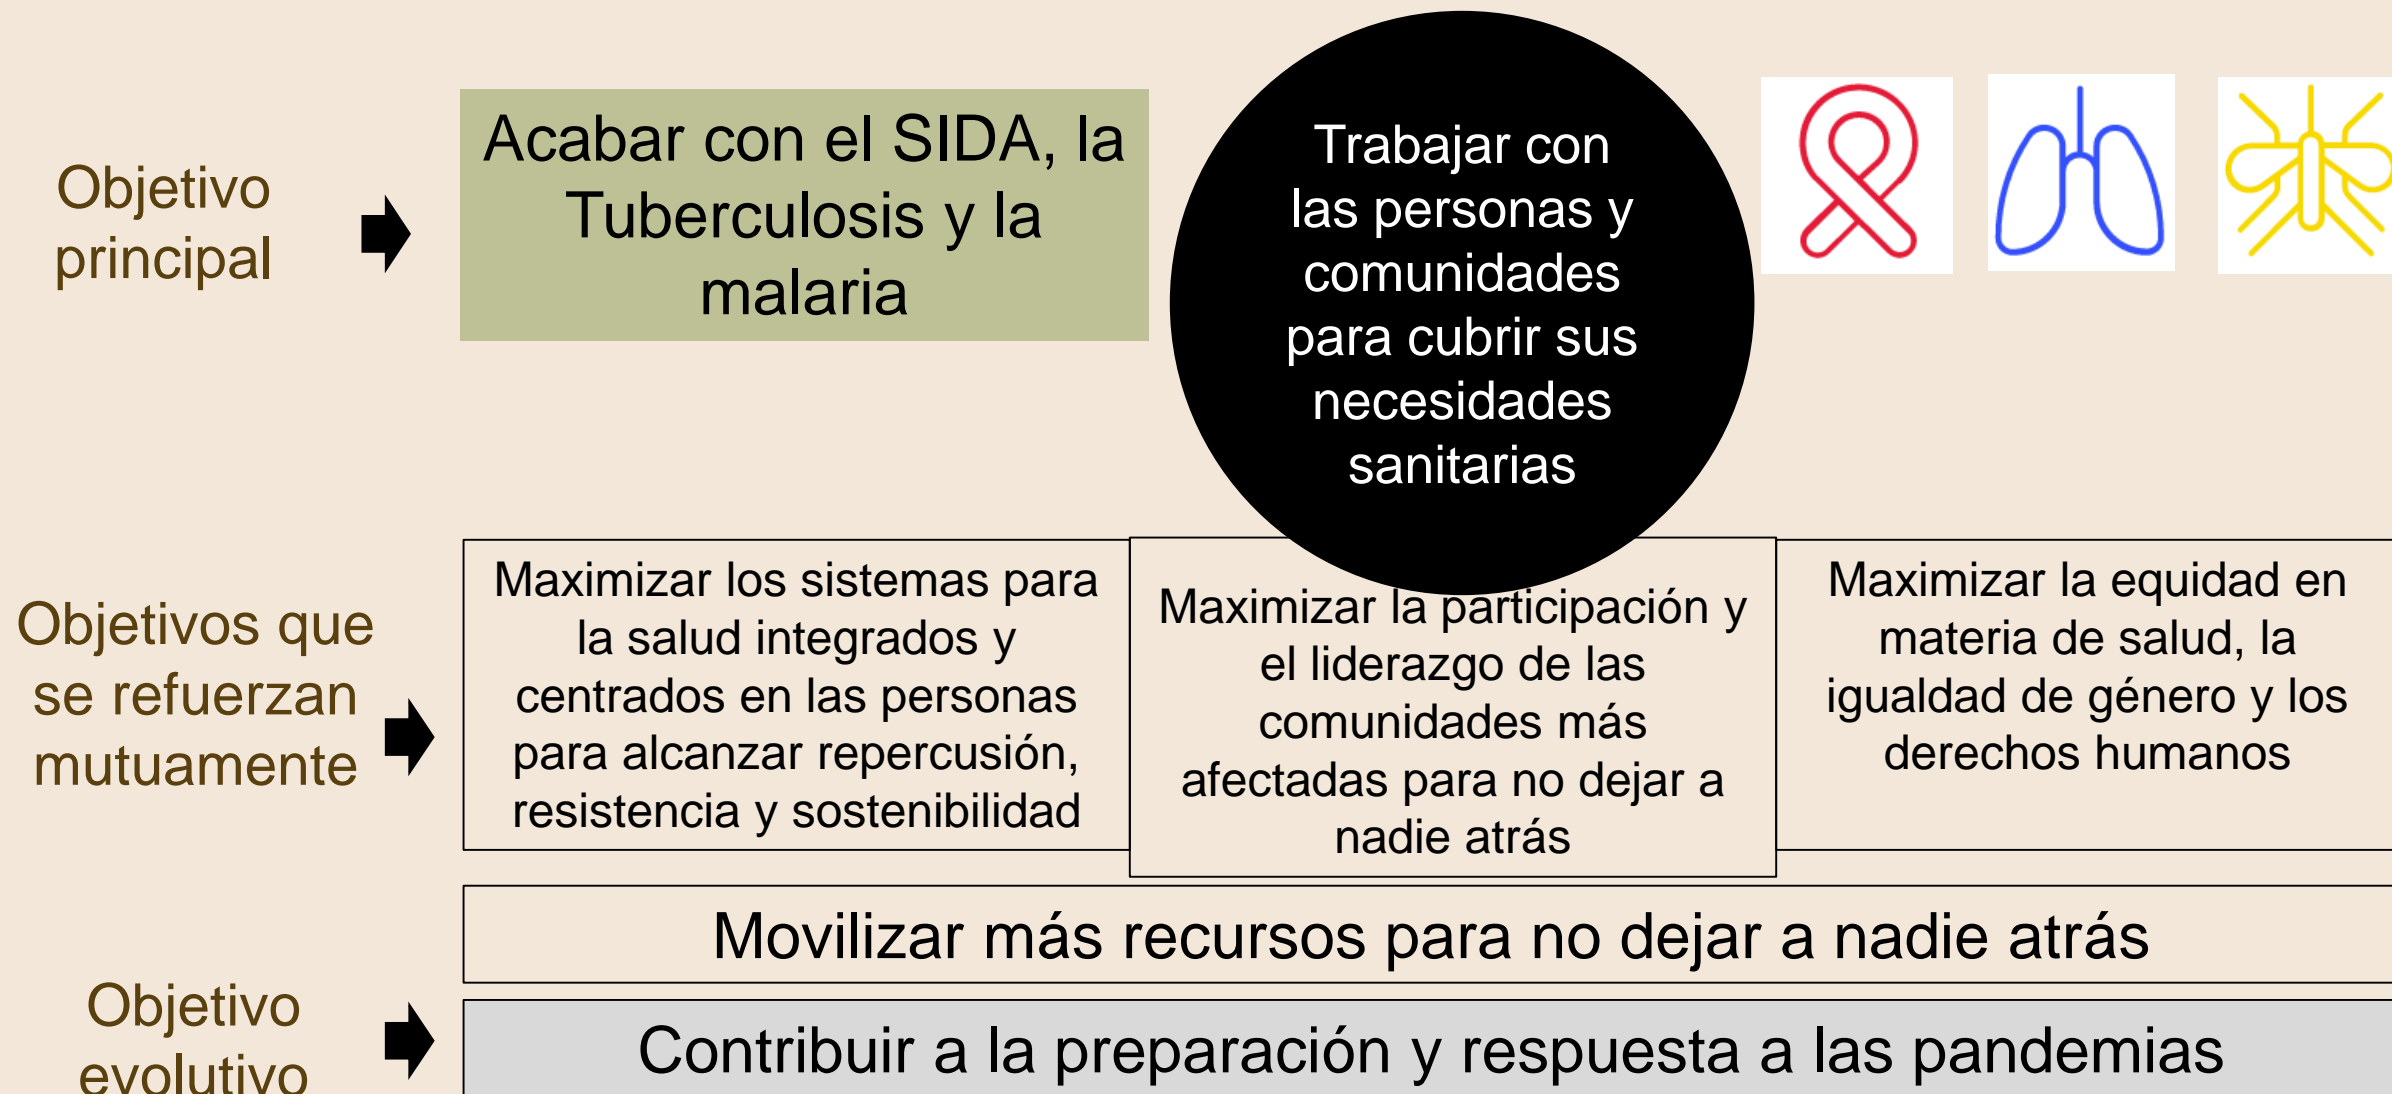 Objetivo
principal
Acabar con el SIDA, la
Tuberculosis y la
malaria
Trabajar con
las personas y
comunidades
para cubrir sus
necesidades
sanitarias
Objetivos que
se refuerzan
mutuamente
Maximizar los sistemas para
la salud integrados y
centrados en las personas
para alcanzar repercusión,
resistencia y sostenibilidad
Maximizar la participación y
el liderazgo de las
comunidades más
afectadas para no dejar a
nadie atrás
Maximizar la equidad en
materia de salud, la
igualdad de género y los
derechos humanos
Movilizar más recursos para no dejar a nadie atrás
Objetivo
evolutivo
Contribuir a la preparación y respuesta a las pandemias